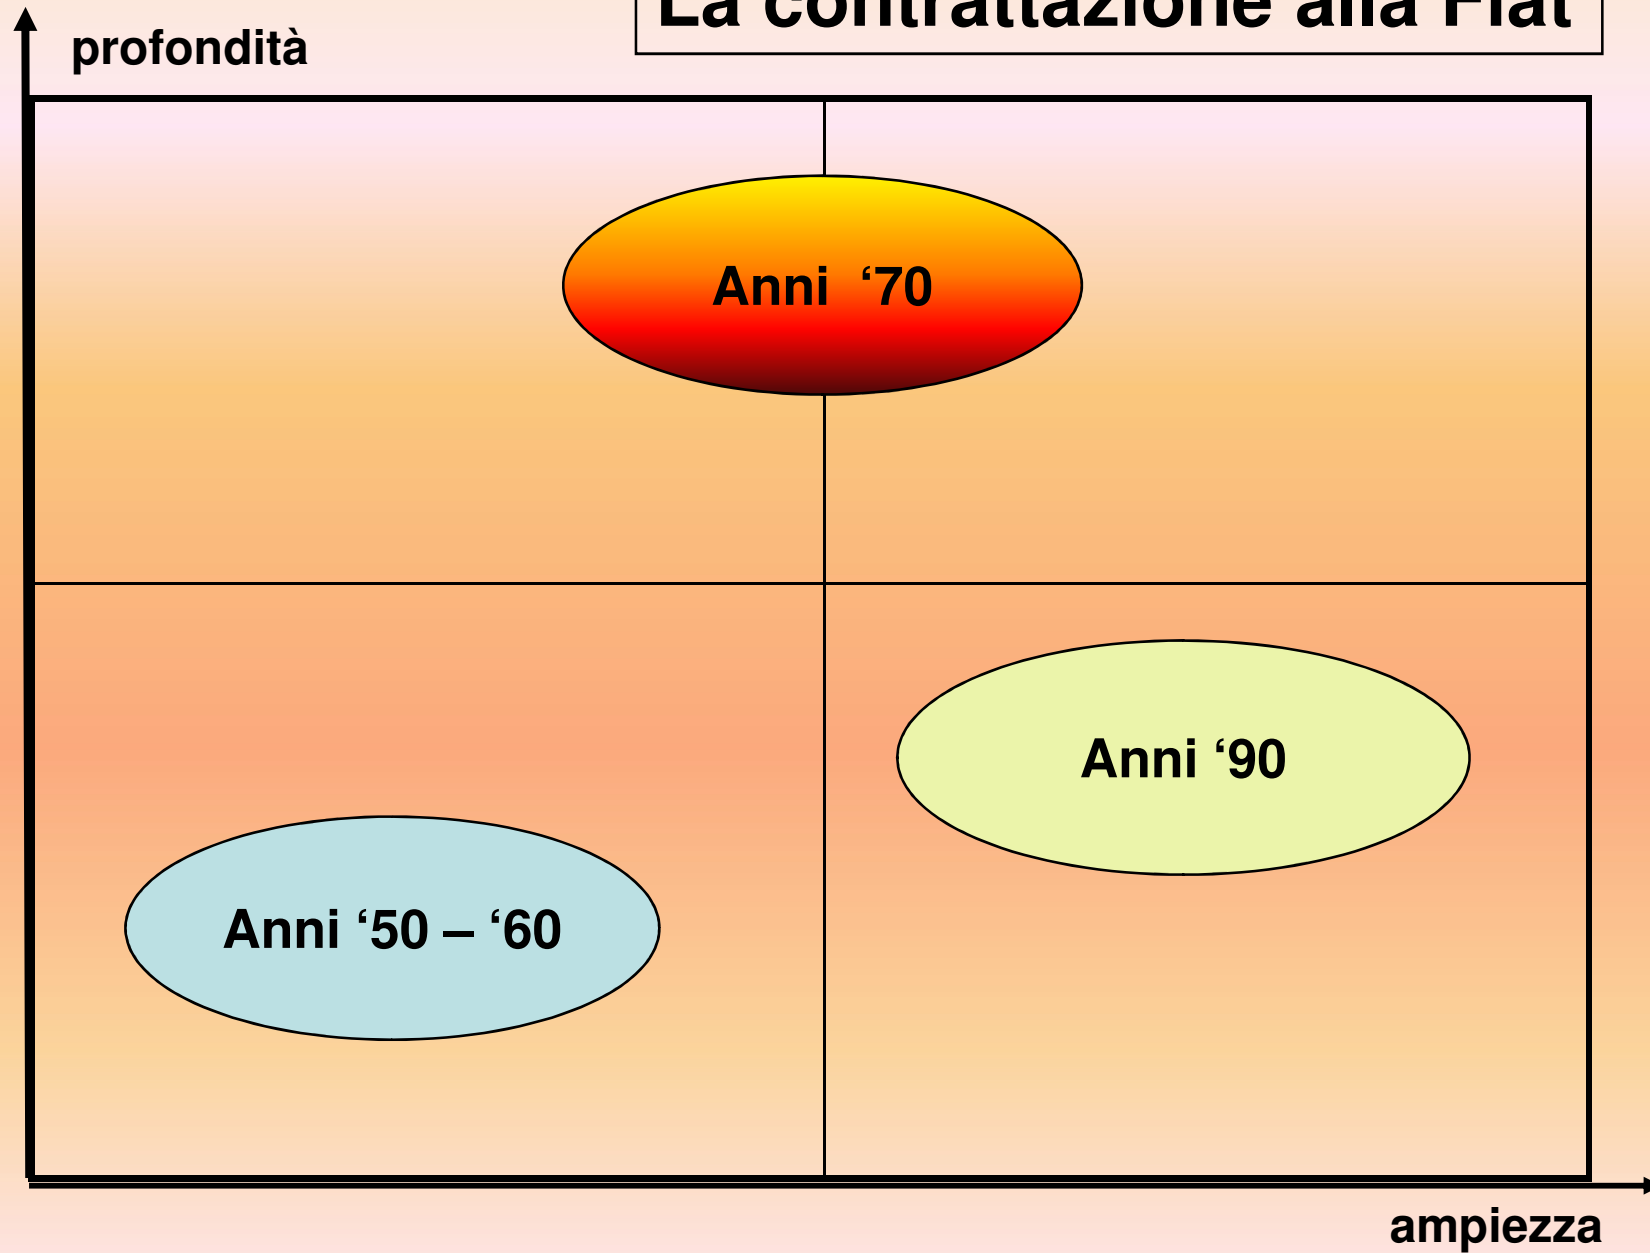 La contrattazione alla Fiat
profondità
Anni ‘70
Anni ‘90
Anni ‘50 – ‘60
ampiezza